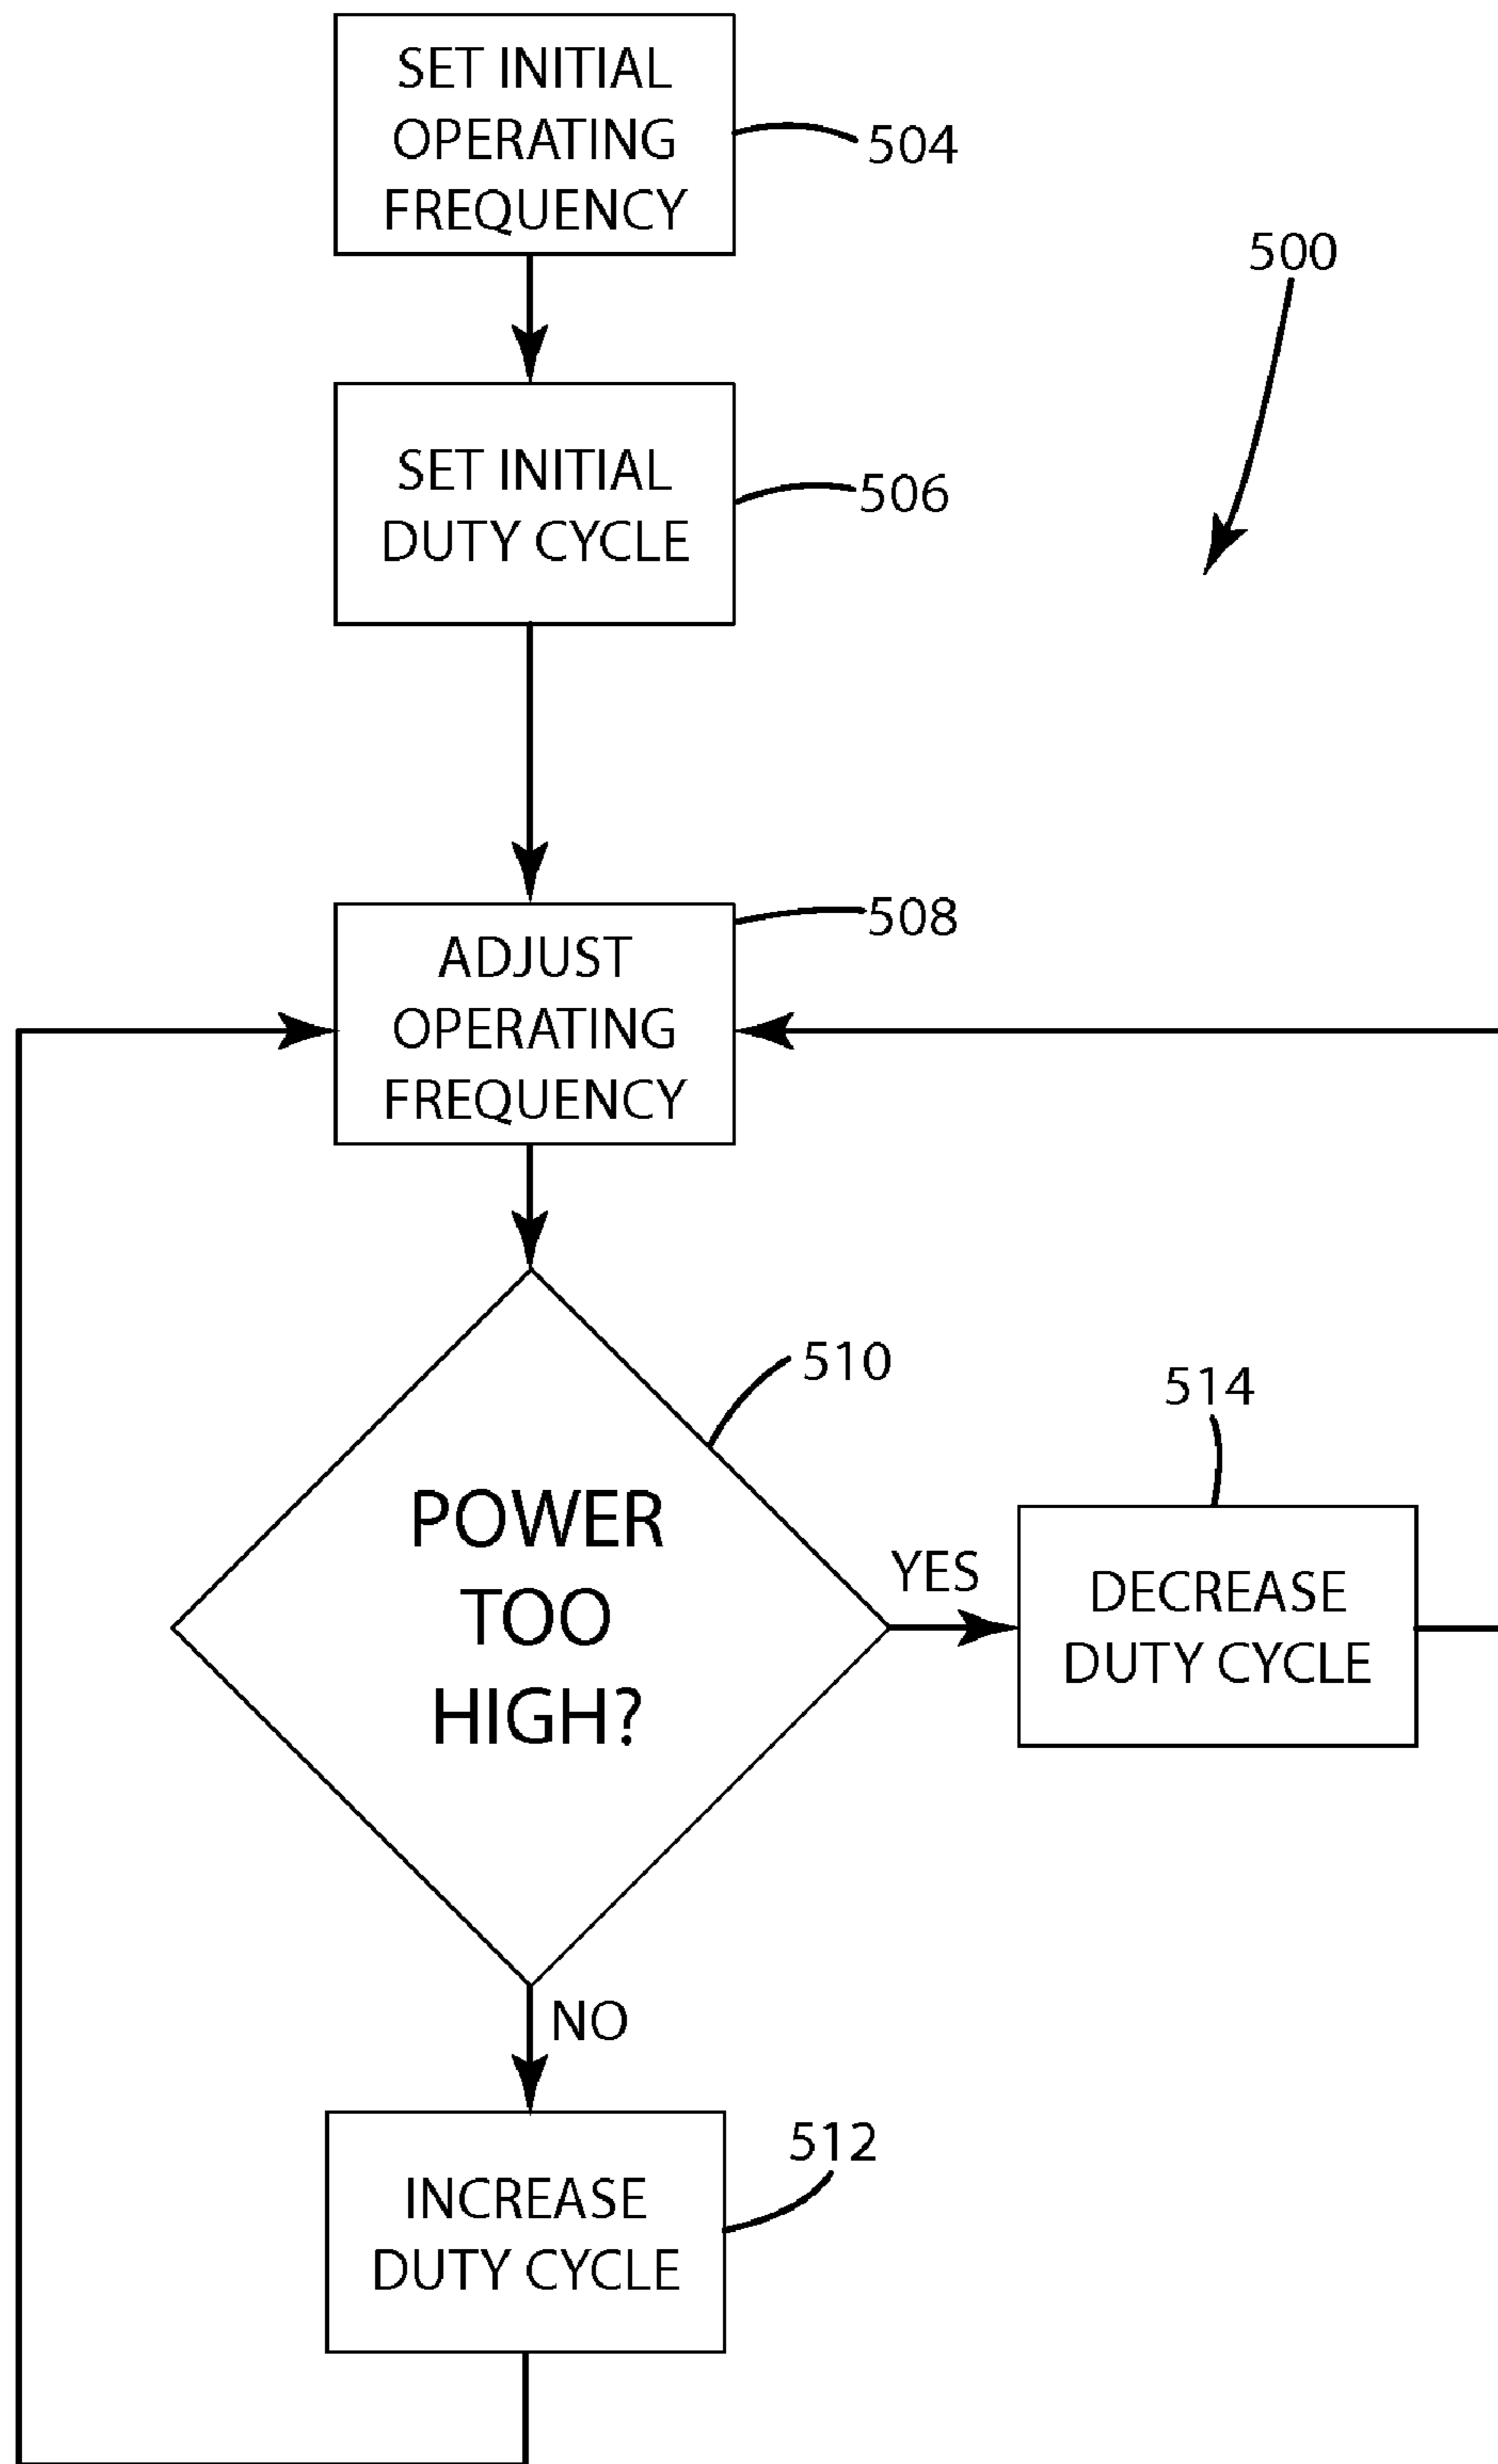 SET INITIAL
OPERATING
FREQUENCY
504
500
SET INITIAL
DUTY CYCLE
506
508
ADJUST
OPERATING
FREQUENCY
510
514
POWER
TOO
HIGH?
YES
DECREASE
DUTY CYCLE
NO
512
INCREASE
DUTY CYCLE